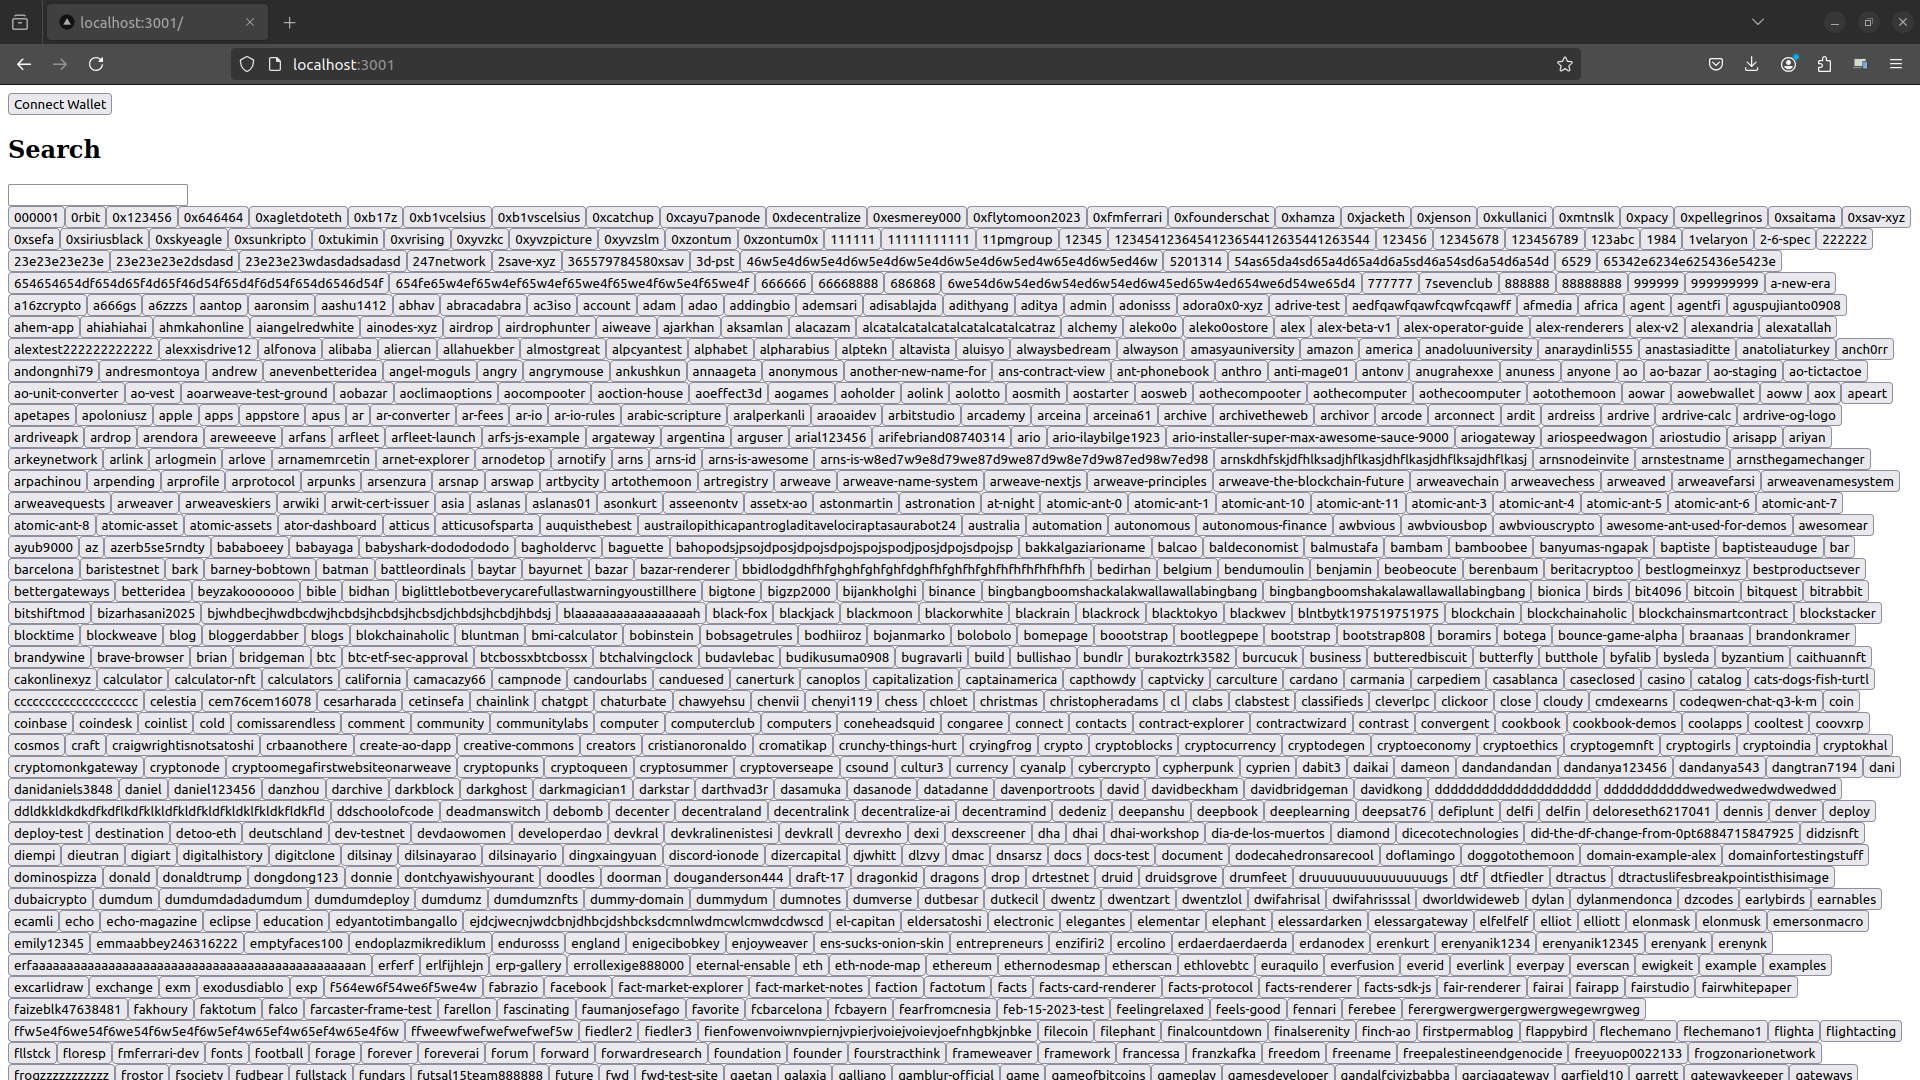 localhost:3001/
localhost:3001
Connect Wallet
Search
000001 0rbit 0x123456 0x646464 0xagletdoteth 0xb17z 0xb1vcelsius 0xb1vscelsius 0xcatchup 0xcayu7panode 0xdecentralize 0xesmerey000 0xflytomoon2023 0xfmferrari 0xfounderschat 0xhamza 0xjacketh 0xjenson 0xkullanici 0xmtnslk 0xpacy 0xpellegrinos 0xsaitama 0xsav-xyz
0xsefa 0xsiriusblack 0xskyeagle 0xsunkripto 0xtukimin 0xvrising 0xyvzkc 0xyvzpicture 0xyvzslm 0xzontum 0xzontum0x 111111 11111111111 11pmgroup 12345 12345412364541236544126354412635​44 123456 12345678 123456789 123abc 1984 1velaryon 2-6-spec 222222
23e23e23e23e 23e23e23e2dsdasd 23e23e23wdasdadsadasd 247network 2save-xyz 365579784580xsav 3d-pst 46w5e4d6w5e4d6w5e4d6w5e4d6w5e4d6w5ed4w65e4d6w5ed46w 5201314 54as65da4sd65a4d65a4d6a5sd46a54sd6a54d6a54d 6529 65342e6234e625436e5423e
654654654df654d65f4d65f46d54f65d4f6d54f654d6546d54f 654fe65w4ef65w4ef65w4ef65we4f65we4f6w5e4f65we4f 666666 66668888 686868 6we54d6w54ed6w54ed6w54ed6w45ed65w4ed654we6d54we65d4 777777 7sevenclub 888888 88888888 999999 999999999 a-new-era
a16zcrypto a666gs a6zzzs aantop aaronsim aashu1412 abhav abracadabra ac3iso account adam adao addingbio ademsari adisablajda adithyang aditya admin adonisss adora0x0-xyz adrive-test aedfqawfqawfcqwfcqawff afmedia africa agent agentfi aguspujianto0908
ahem-app ahiahiahai ahmkahonline aiangelredwhite ainodes-xyz airdrop airdrophunter aiweave ajarkhan aksamlan alacazam alcatalcatalcatalcatalcatalcatraz alchemy aleko0o aleko0ostore alex alex-beta-v1 alex-operator-guide alex-renderers alex-v2 alexandria alexatallah
alextest222222222222 alexxisdrive12 alfonova alibaba aliercan allahuekber almostgreat alpcyantest alphabet alpharabius alptekn altavista aluisyo alwaysbedream alwayson amasyauniversity amazon america anadoluuniversity anaraydinli555 anastasiaditte anatoliaturkey anch0rr
andongnhi79 andresmontoya andrew anevenbetteridea angel-moguls angry angrymouse ankushkun annaageta anonymous another-new-name-for ans-contract-view ant-phonebook anthro anti-mage01 antonv anugrahexxe anuness anyone ao ao-bazar ao-staging ao-tictactoe
ao-unit-converter ao-vest aoarweave-test-ground aobazar aoclimaoptions aocompooter aoction-house aoeffect3d aogames aoholder aolink aolotto aosmith aostarter aosweb aothecompooter aothecomputer aothecoomputer aotothemoon aowar aowebwallet aoww aox apeart
apetapes apoloniusz apple apps appstore apus ar ar-converter ar-fees ar-io ar-io-rules arabic-scripture aralperkanli araoaidev arbitstudio arcademy arceina arceina61 archive archivetheweb archivor arcode arconnect ardit ardreiss ardrive ardrive-calc ardrive-og-logo
ardriveapk ardrop arendora areweeeve arfans arfleet arfleet-launch arfs-js-example argateway argentina arguser arial123456 arifebriand08740314 ario ario-ilaybilge1923 ario-installer-super-max-awesome-sauce-9000 ariogateway ariospeedwagon ariostudio arisapp ariyan
arkeynetwork arlink arlogmein arlove arnamemrcetin arnet-explorer arnodetop arnotify arns arns-id arns-is-awesome arns-is-w8ed7w9e8d79we87d9we87d9w8e7d9w87ed98w7ed98 arnskdhfskjdfhlksadjhflkasjdhflkasjdhflksajdhflkasj arnsnodeinvite arnstestname arnsthegamechanger
arpachinou arpending arprofile arprotocol arpunks arsenzura arsnap arswap artbycity artothemoon artregistry arweave arweave-name-system arweave-nextjs arweave-principles arweave-the-blockchain-future arweavechain arweavechess arweaved arweavefarsi arweavenamesystem
arweavequests arweaver arweaveskiers arwiki arwit-cert-issuer asia aslanas aslanas01 asonkurt asseenontv assetx-ao astonmartin astronation at-night atomic-ant-0 atomic-ant-1 atomic-ant-10 atomic-ant-11 atomic-ant-3 atomic-ant-4 atomic-ant-5 atomic-ant-6 atomic-ant-7
atomic-ant-8 atomic-asset atomic-assets ator-dashboard atticus atticusofsparta auquisthebest austrailopithicapantrogladitavelociraptasaurabot24 australia automation autonomous autonomous-finance awbvious awbviousbop awbviouscrypto awesome-ant-used-for-demos awesomear
ayub9000 az azerb5se5rndty bababoeey babayaga babyshark-dodododododo bagholdervc baguette bahopodsjpsojdposjdpojsdpojspojspodjposjdpojsdpojsp bakkalgaziarioname balcao baldeconomist balmustafa bambam bamboobee banyumas-ngapak baptiste baptisteauduge bar
barcelona baristestnet bark barney-bobtown batman battleordinals baytar bayurnet bazar bazar-renderer bbidlodgdhfhfghghfghfghfdghfhfghfhfghfhfhfhfhfhfhfh bedirhan belgium bendumoulin benjamin beobeocute berenbaum beritacryptoo bestlogmeinxyz bestproductsever
bettergateways betteridea beyzakooooooo bible bidhan biglittlebotbeverycarefullastwarningyoustillhere bigtone bigzp2000 bijankholghi binance bingbangboomshackalakwallawallabingbang bingbangboomshakalawallawallabingbang bionica birds bit4096 bitcoin bitquest bitrabbit
bitshiftmod bizarhasani2025 bjwhdbecjhwdbcdwjhcbdsjhcbdsjhcbsdjchbdsjhcbdjhbdsj blaaaaaaaaaaaaaaaaaah black-fox blackjack blackmoon blackorwhite blackrain blackrock blacktokyo blackwev blntbytk197519751975 blockchain blockchainaholic blockchainsmartcontract blockstacker
blocktime blockweave blog bloggerdabber blogs blokchainaholic bluntman bmi-calculator bobinstein bobsagetrules bodhiiroz bojanmarko bolobolo bomepage boootstrap bootlegpepe bootstrap bootstrap808 boramirs botega bounce-game-alpha braanaas brandonkramer
brandywine brave-browser brian bridgeman btc btc-etf-sec-approval btcbossxbtcbossx btchalvingclock budavlebac budikusuma0908 bugravarli build bullishao bundlr burakoztrk3582 burcucuk business butteredbiscuit butterfly butthole byfalib bysleda byzantium caithuannft
cakonlinexyz calculator calculator-nft calculators california camacazy66 campnode candourlabs canduesed canerturk canoplos capitalization captainamerica capthowdy captvicky carculture cardano carmania carpediem casablanca caseclosed casino catalog cats-dogs-fish-turtl
cccccccccccccccccccc celestia cem76cem16078 cesarharada cetinsefa chainlink chatgpt chaturbate chawyehsu chenvii chenyi119 chess chloet christmas christopheradams cl clabs clabstest classifieds cleverlpc clickoor close cloudy cmdexearns codeqwen-chat-q3-k-m coin
coinbase coindesk coinlist cold comissarendless comment community communitylabs computer computerclub computers coneheadsquid congaree connect contacts contract-explorer contractwizard contrast convergent cookbook cookbook-demos coolapps cooltest coovxrp
cosmos craft craigwrightisnotsatoshi crbaanothere create-ao-dapp creative-commons creators cristianoronaldo cromatikap crunchy-things-hurt cryingfrog crypto cryptoblocks cryptocurrency cryptodegen cryptoeconomy cryptoethics cryptogemnft cryptogirls cryptoindia cryptokhal
cryptomonkgateway cryptonode cryptoomegafirstwebsiteonarweave cryptopunks cryptoqueen cryptosummer cryptoverseape csound cultur3 currency cyanalp cybercrypto cypherpunk cyprien dabit3 daikai dameon dandandandan dandanya123456 dandanya543 dangtran7194 dani
danidaniels3848 daniel daniel123456 danzhou darchive darkblock darkghost darkmagician1 darkstar darthvad3r dasamuka dasanode datadanne davenportroots david davidbeckham davidbridgeman davidkong dddddddddddddddddddd dddddddddddwedwedwedwdwedwed
ddldkkldkdkdfkdflkdfklkldfkldfkldfkldklfkldkfldkfld ddschoolofcode deadmanswitch debomb decenter decentraland decentralink decentralize-ai decentramind dedeniz deepanshu deepbook deeplearning deepsat76 defiplunt delfi delfin deloreseth6217041 dennis denver deploy
deploy-test destination detoo-eth deutschland dev-testnet devdaowomen developerdao devkral devkralinenistesi devkrall devrexho dexi dexscreener dha dhai dhai-workshop dia-de-los-muertos diamond dicecotechnologies did-the-df-change-from-0pt6884715847925 didzisnft
diempi dieutran digiart digitalhistory digitclone dilsinay dilsinayarao dilsinayario dingxaingyuan discord-ionode dizercapital djwhitt dlzvy dmac dnsarsz docs docs-test document dodecahedronsarecool doflamingo doggotothemoon domain-example-alex domainfortestingstuff
dominospizza donald donaldtrump dongdong123 donnie dontchyawishyourant doodles doorman douganderson444 draft-17 dragonkid dragons drop drtestnet druid druidsgrove drumfeet druuuuuuuuuuuuuuuugs dtf dtfiedler dtractus dtractuslifesbreakpointisthisimage
dubaicrypto dumdum dumdumdadadumdum dumdumdeploy dumdumz dumdumznfts dummy-domain dummydum dumnotes dumverse dutbesar dutkecil dwentz dwentzart dwentzlol dwifahrisal dwifahrisssal dworldwideweb dylan dylanmendonca dzcodes earlybirds earnables
ecamli echo echo-magazine eclipse education edyantotimbangallo ejdcjwecnjwdcbnjdhbcjdshbcksdcmnlwdmcwlcmwdcdwscd el-capitan eldersatoshi electronic elegantes elementar elephant elessardarken elessargateway elfelfelf elliot elliott elonmask elonmusk emersonmacro
emily12345 emmaabbey246316222 emptyfaces100 endoplazmikrediklum endurosss england enigecibobkey enjoyweaver ens-sucks-onion-skin entrepreneurs enzifiri2 ercolino erdaerdaerdaerda erdanodex erenkurt erenyanik1234 erenyanik12345 erenyank erenynk
erfaaaaaaaaaaaaaaaaaaaaaaaaaaaaaaaaaaaaaaaaaaaaaaan erferf erlfijhlejn erp-gallery errollexige888000 eternal-ensable eth eth-node-map ethereum ethernodesmap etherscan ethlovebtc euraquilo everfusion everid everlink everpay everscan ewigkeit example examples
excarlidraw exchange exm exodusdiablo exp f564ew6f54we6f5we4w fabrazio facebook fact-market-explorer fact-market-notes faction factotum facts facts-card-renderer facts-protocol facts-renderer facts-sdk-js fair-renderer fairai fairapp fairstudio fairwhitepaper
faizeblk47638481 fakhoury faktotum falco farcaster-frame-test farellon fascinating faumanjosefago favorite fcbarcelona fcbayern fearfromcnesia feb-15-2023-test feelingrelaxed feels-good fennari ferebee ferergwergwergergwergwegewrgweg
ffw5e4f6we54f6we54f6w5ef4w5ef4w65ef4w65ef4w65e4f6w ffweewfwefwefwefwef5w fiedler2 fiedler3 fienfowenvoiwnvpiernjvpierjvoiejvoievjoefnhgbkjnbke filecoin filephant finalcountdown finalserenity finch-ao firstpermablog flappybird flechemano flechemano1 flighta flightacting
fllstck floresp fmferrari-dev fonts football forage forever foreverai forum forward forwardresearch foundation founder fourstracthink frameweaver framework francessa franzkafka freedom freename freepalestineendgenocide freeyuop0022133 frogzonarionetwork
frogzzzzzzzzzzz frostor fsociety fudbear fullstack fundars futsal15team888888 future fwd fwd-test-site gaetan galaxia galliano gamblur-official game gameofbitcoins gameplay gamesdeveloper gandalfcivizbabba garciagateway garfield10 garrett gatewaykeeper gateways